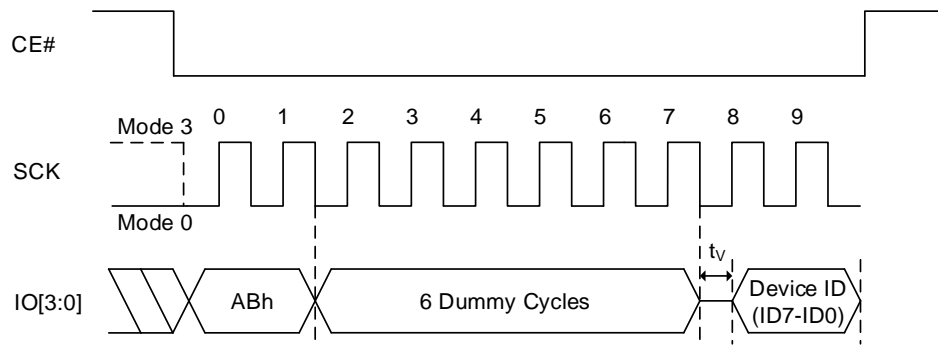 CE#
0 1 2 3 4 5 6 7 8 9
Mode 3
SCK
Mode 0
tV
IO[3:0]
ABh
6 Dummy Cycles
Device ID
(ID7-ID0)